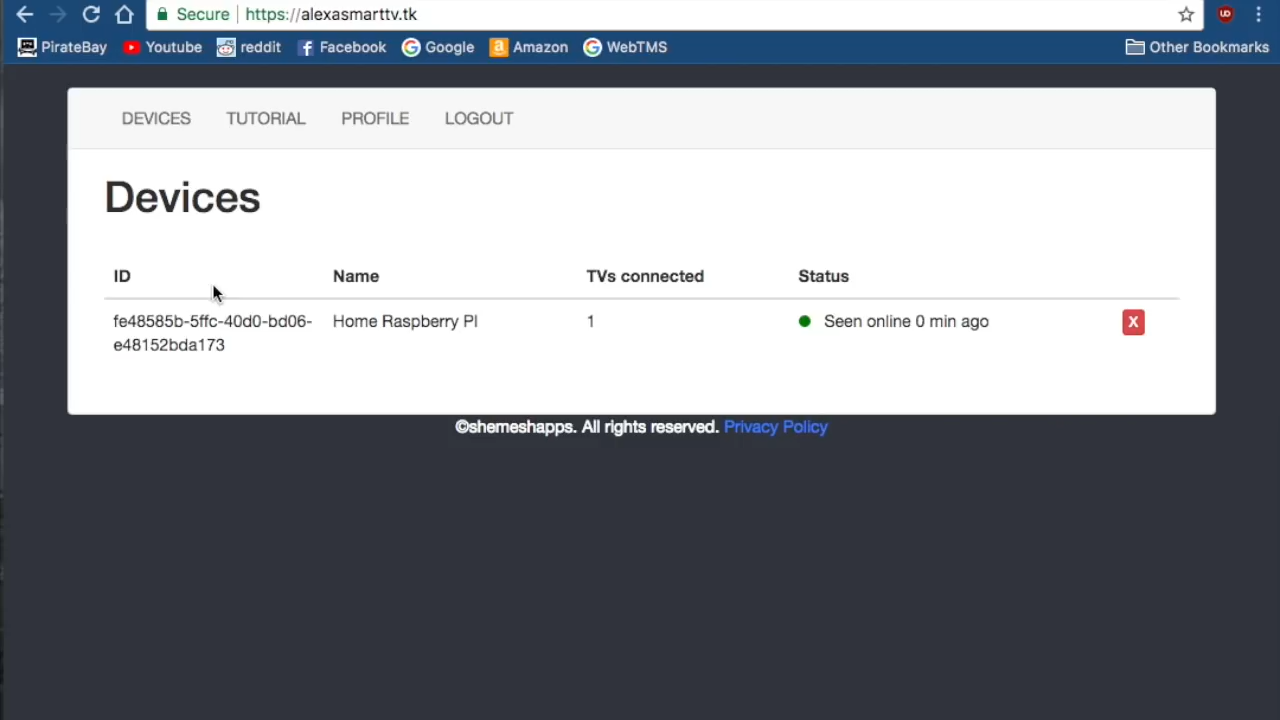 Secure https://alexasmarttv.tk
PirateBay Youtube reddit Facebook Google Amazon WebTMS Other Bookmarks
DEVICES TUTORIAL PROFILE LOGOUT
Devices
ID Name TVs connected Status
fe48585b-5ffc-40d0-bd06- Home Raspberry PI 1 Seen online 0 min ago X
e48152bda173
©shemeshapps. All rights reserved. Privacy Policy